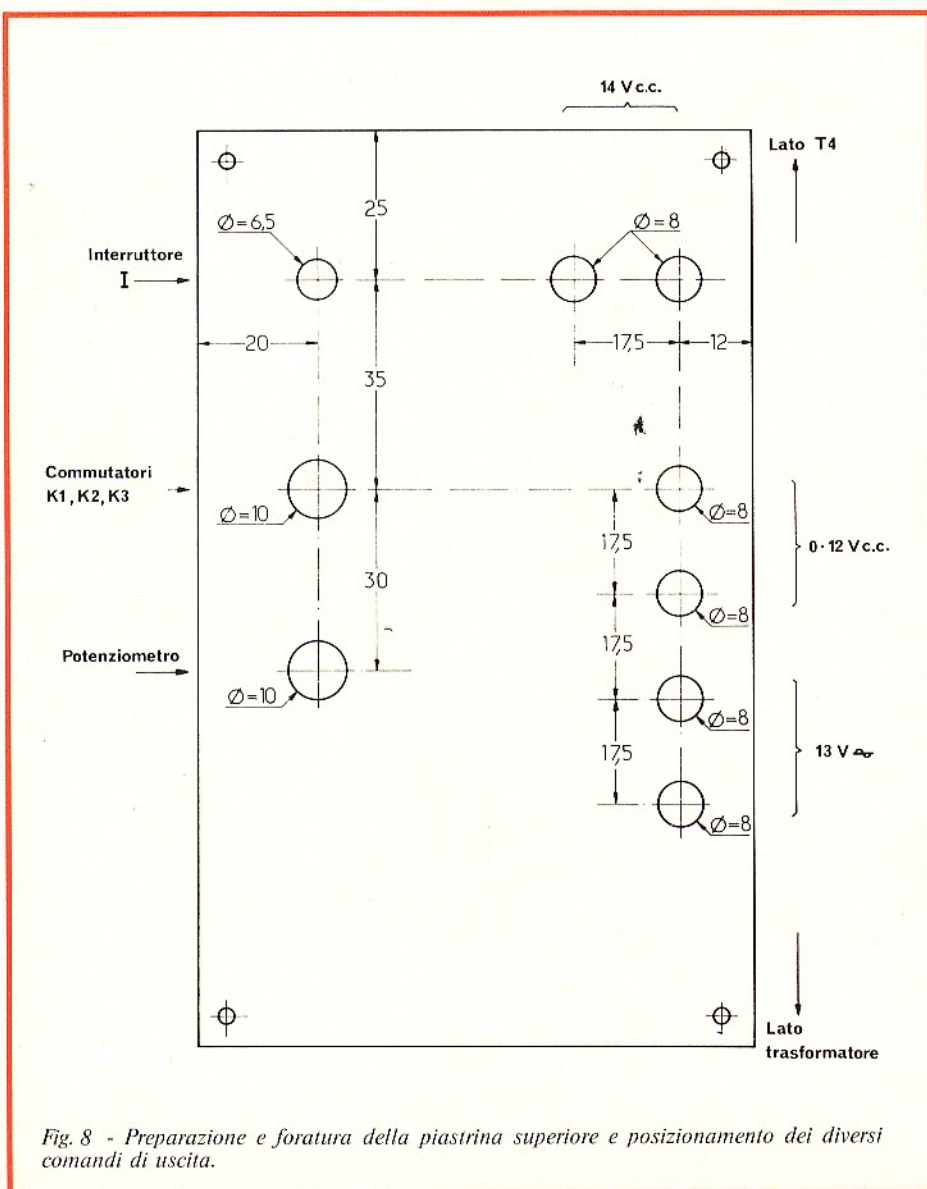 14 V c.c.
Lato T4
25
Ø=6,5
Ø=8
Interruttore
I
20
17,5
12
35
Commutatori
K1, K2, K3
Ø=10
Ø=8
17,5
0·12 V c.c.
30
Ø=8
Potenziometro
17,5
Ø=10
Ø=8
17,5
13 V
Ø=8
Lato
trasformatore
Fig. 8 - Preparazione e foratura della piastrina superiore e posizionamento dei diversi
comandi di uscita.